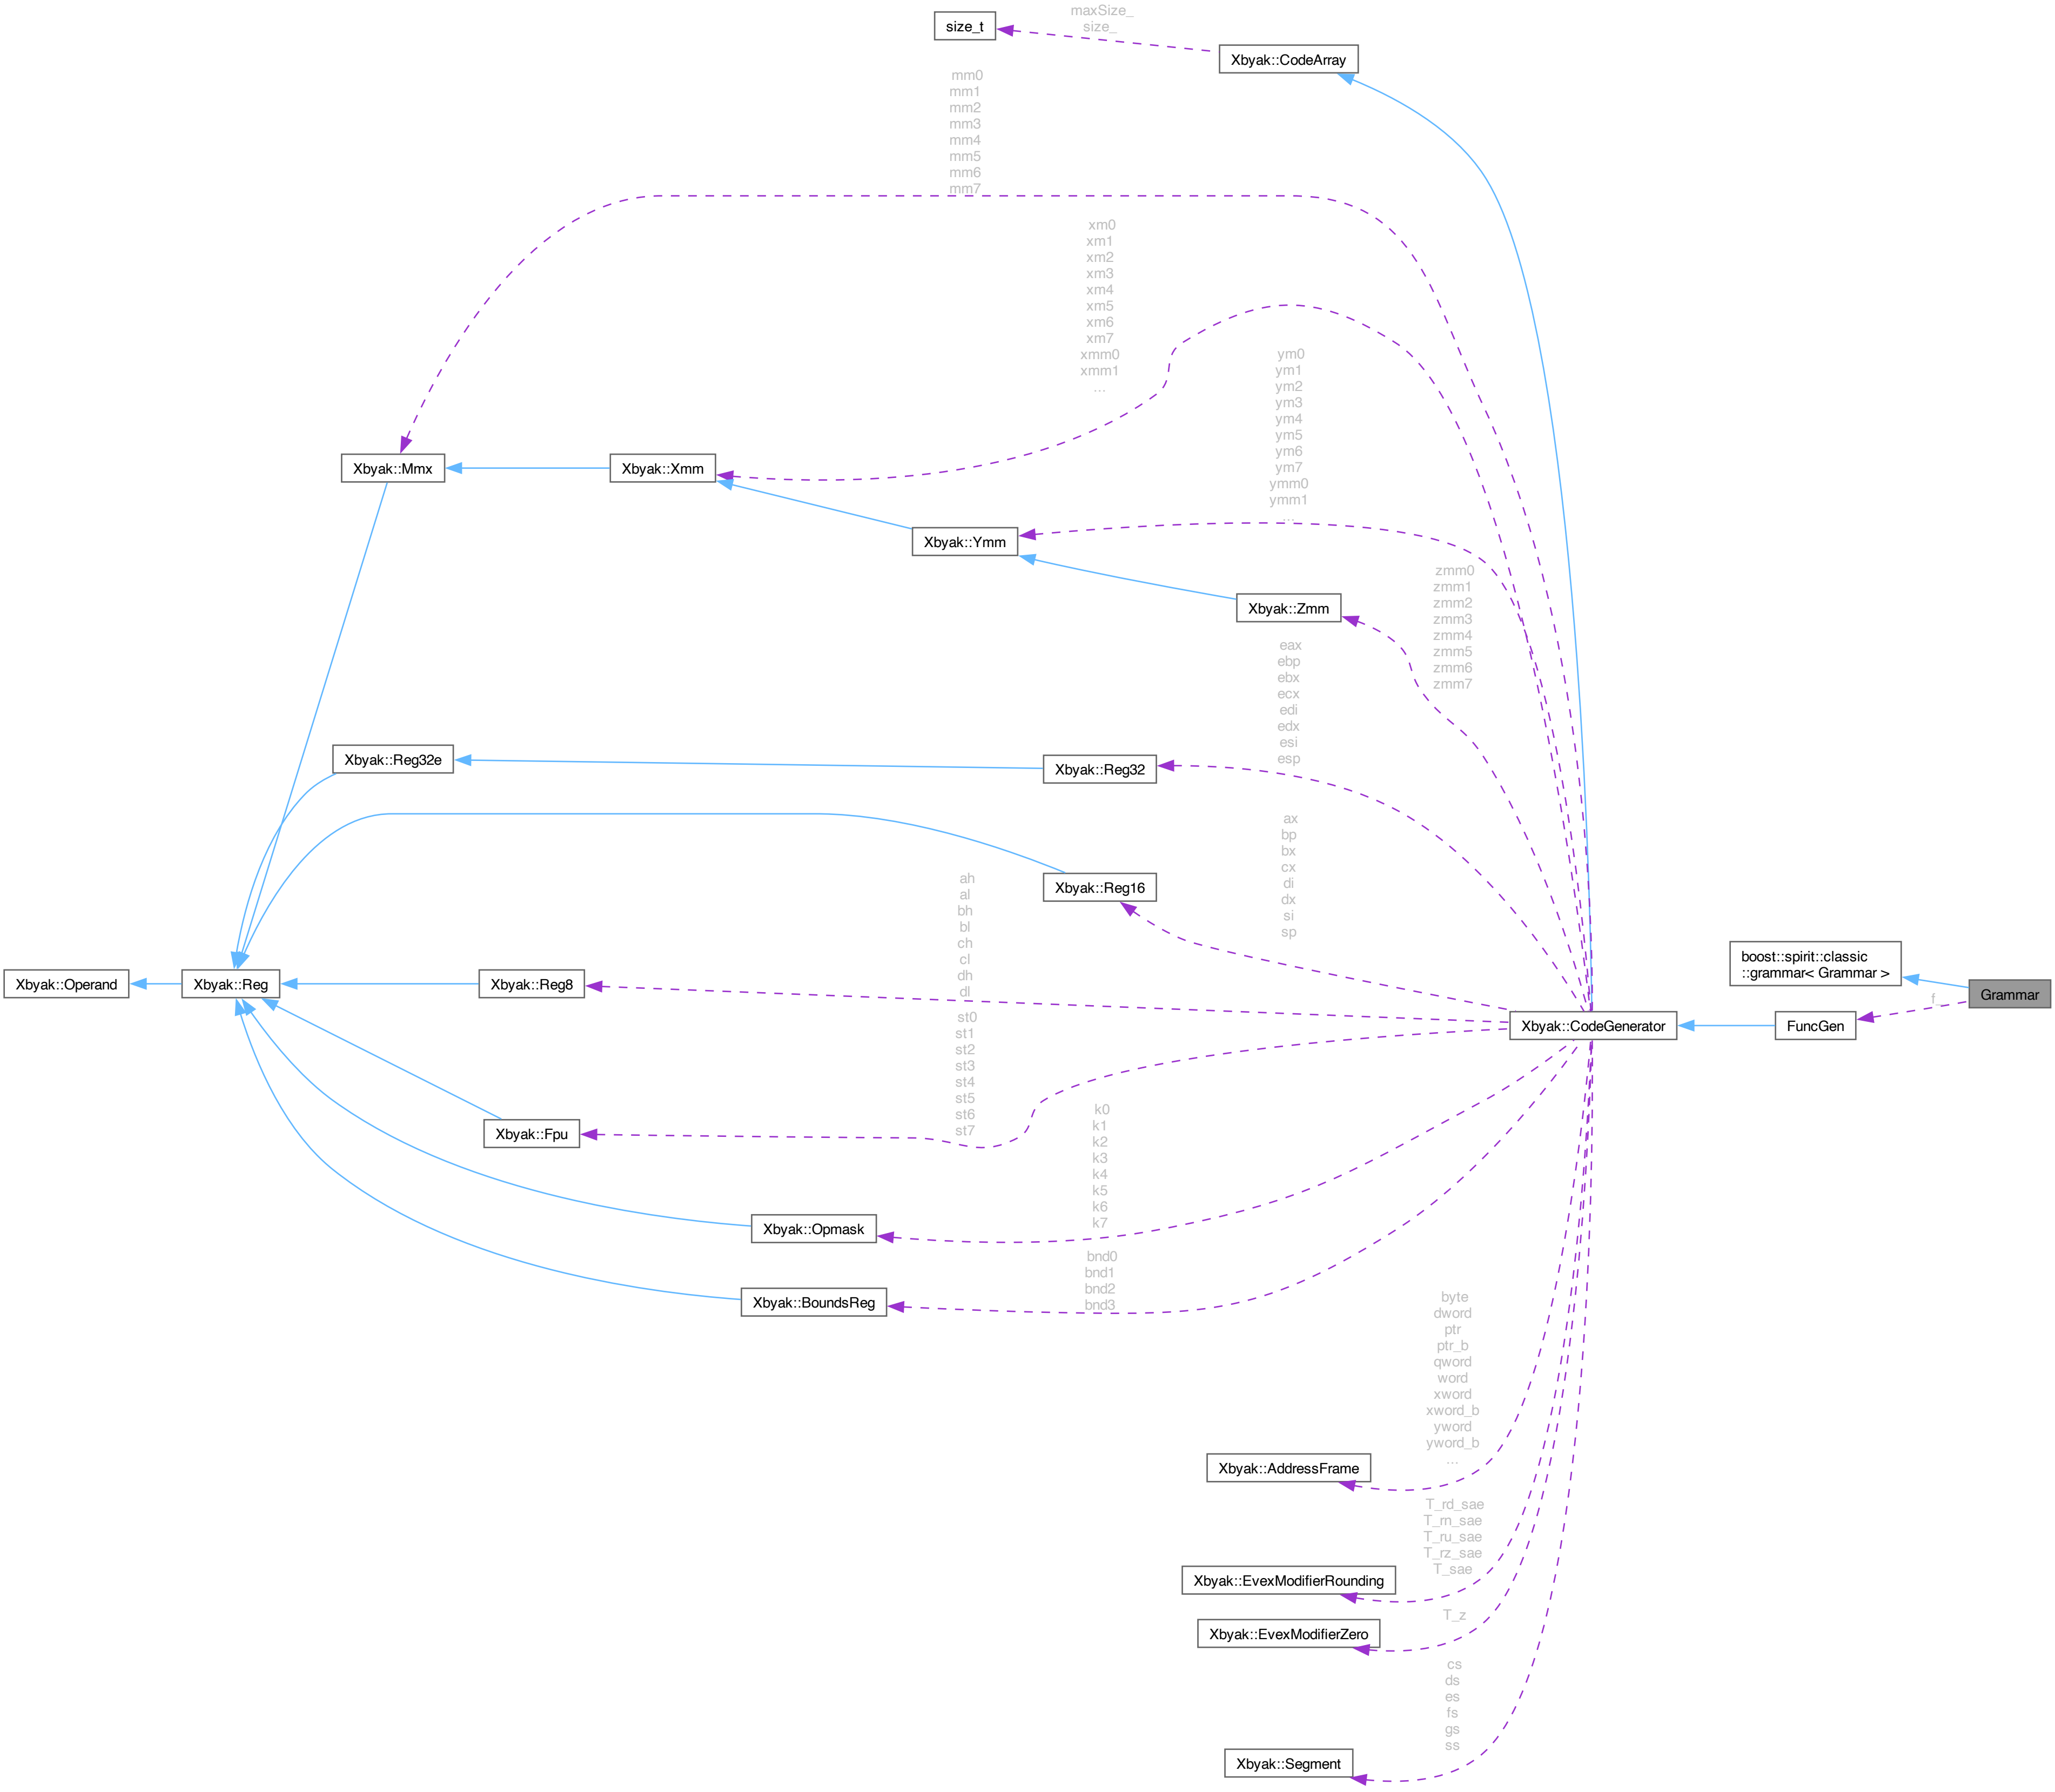 maxSize_
size_
size_t
Xbyak::CodeArray
mm0
mm1
mm2
mm3
mm4
mm5
mm6
mm7
xm0
xm1
xm2
xm3
xm4
xm5
xm6
xm7
xmm0
xmm1
...
ym0
ym1
ym2
ym3
ym4
ym5
ym6
ym7
ymm0
ymm1
...
Xbyak::Mmx
Xbyak::Xmm
Xbyak::Ymm
Xbyak::Zmm
zmm0
zmm1
zmm2
zmm3
zmm4
zmm5
zmm6
zmm7
eax
ebp
ebx
ecx
edi
edx
esi
esp
Xbyak::Reg32e
Xbyak::Reg32
ax
bp
bx
cx
di
dx
si
sp
Xbyak::Reg16
ah
al
bh
bl
ch
cl
dh
dl
Xbyak::Operand
Xbyak::Reg
Xbyak::Reg8
boost::spirit::classic
::grammar< Grammar >
Grammar
f
FuncGen
Xbyak::CodeGenerator
st0
st1
st2
st3
st4
st5
st6
st7
Xbyak::Fpu
k0
k1
k2
k3
k4
k5
k6
k7
Xbyak::Opmask
bnd0
bnd1
bnd2
bnd3
Xbyak::BoundsReg
byte
dword
ptr
ptr_b
qword
word
xword
xword_b
yword
yword_b
...
Xbyak::AddressFrame
T_rd_sae
T_rn_sae
T_ru_sae
T_rz_sae
T_sae
Xbyak::EvexModifierRounding
T_z
Xbyak::EvexModifierZero
cs
ds
es
fs
gs
ss
Xbyak::Segment